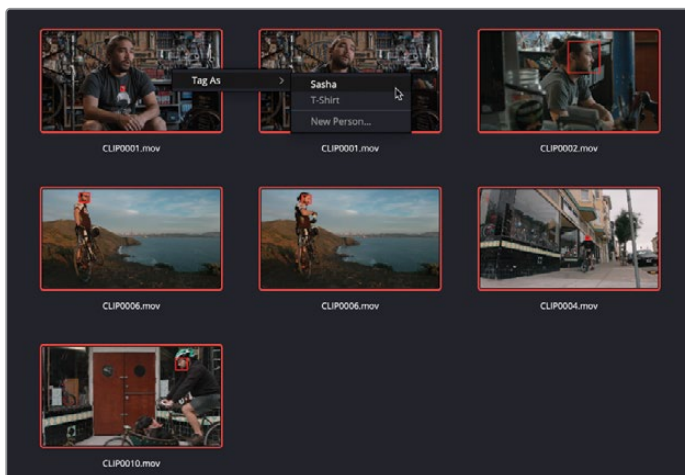 Tag As
Sasha
T-Shirt
New Person...
CLIP0001.mov
CLIP0001.mov
CLIP0002.mov
CLIP0006.mov
CLIP0006.mov
CLIP0004.mov
CLIP0010.mov